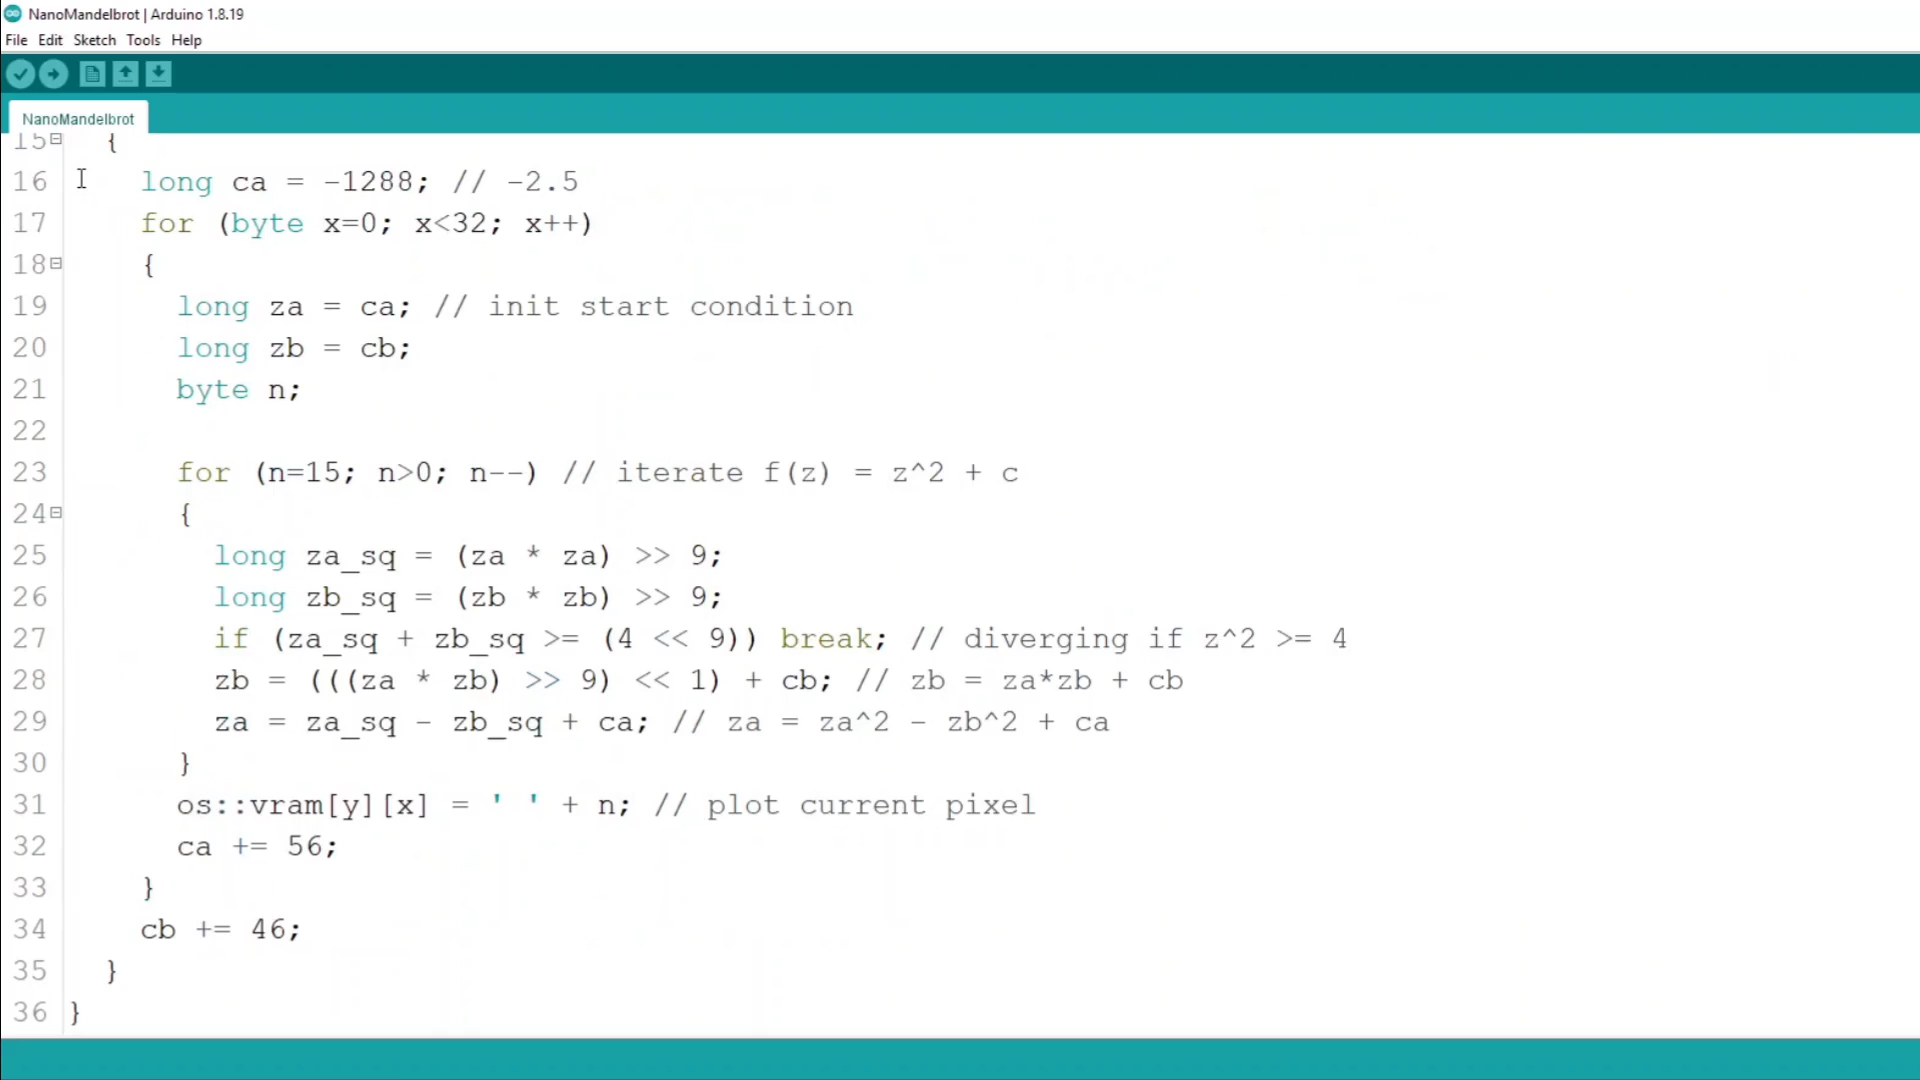 NanoMandelbrot | Arduino 1.8.19
File Edit Sketch Tools Help
NanoMandelbrot
15 {
16 long ca = -1288; // -2.5
17 for (byte x=0; x<32; x++)
18 {
19 long za = ca; // init start condition
20 long zb = cb;
21 byte n;
22
23 for (n=15; n>0; n--) // iterate f(z) = z^2 + c
24 {
25 long za_sq = (za * za) >> 9;
26 long zb_sq = (zb * zb) >> 9;
27 if (za_sq + zb_sq >= (4 << 9)) break; // diverging if z^2 >= 4
28 zb = (((za * zb) >> 9) << 1) + cb; // zb = za*zb + cb
29 za = za_sq - zb_sq + ca; // za = za^2 - zb^2 + ca
30 }
31 os::vram[y][x] = ' ' + n; // plot current pixel
32 ca += 56;
33 }
34 cb += 46;
35 }
36 }